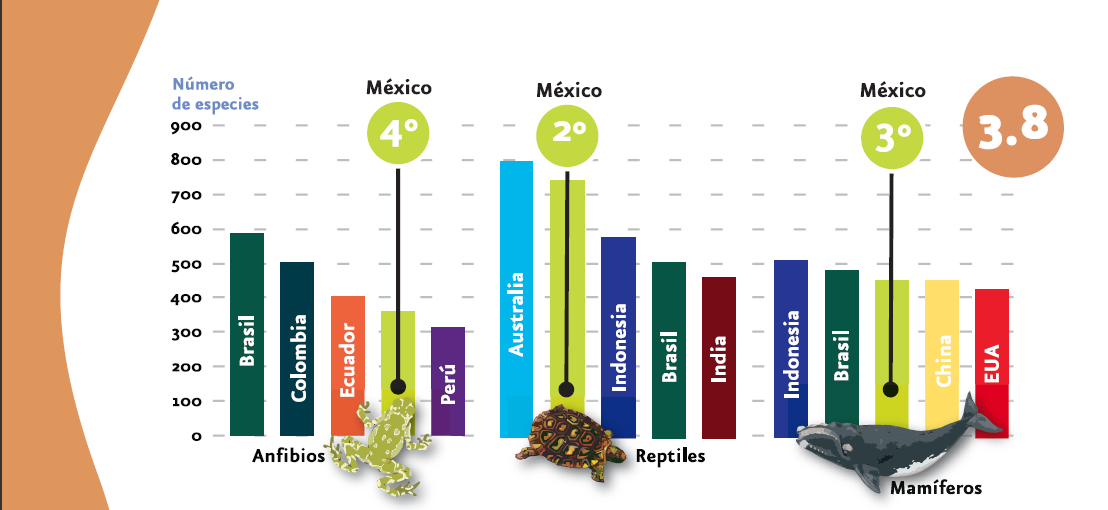 Número
de especies
900
800
700
600
500
400
300
200
100
0
México
4°
México
2°
México
3°
3.8
Brasil
Colombia
Ecuador
Perú
Australia
Indonesia
Brasil
India
Indonesia
Brasil
China
EUA
Anfibios
Reptiles
Mamíferos